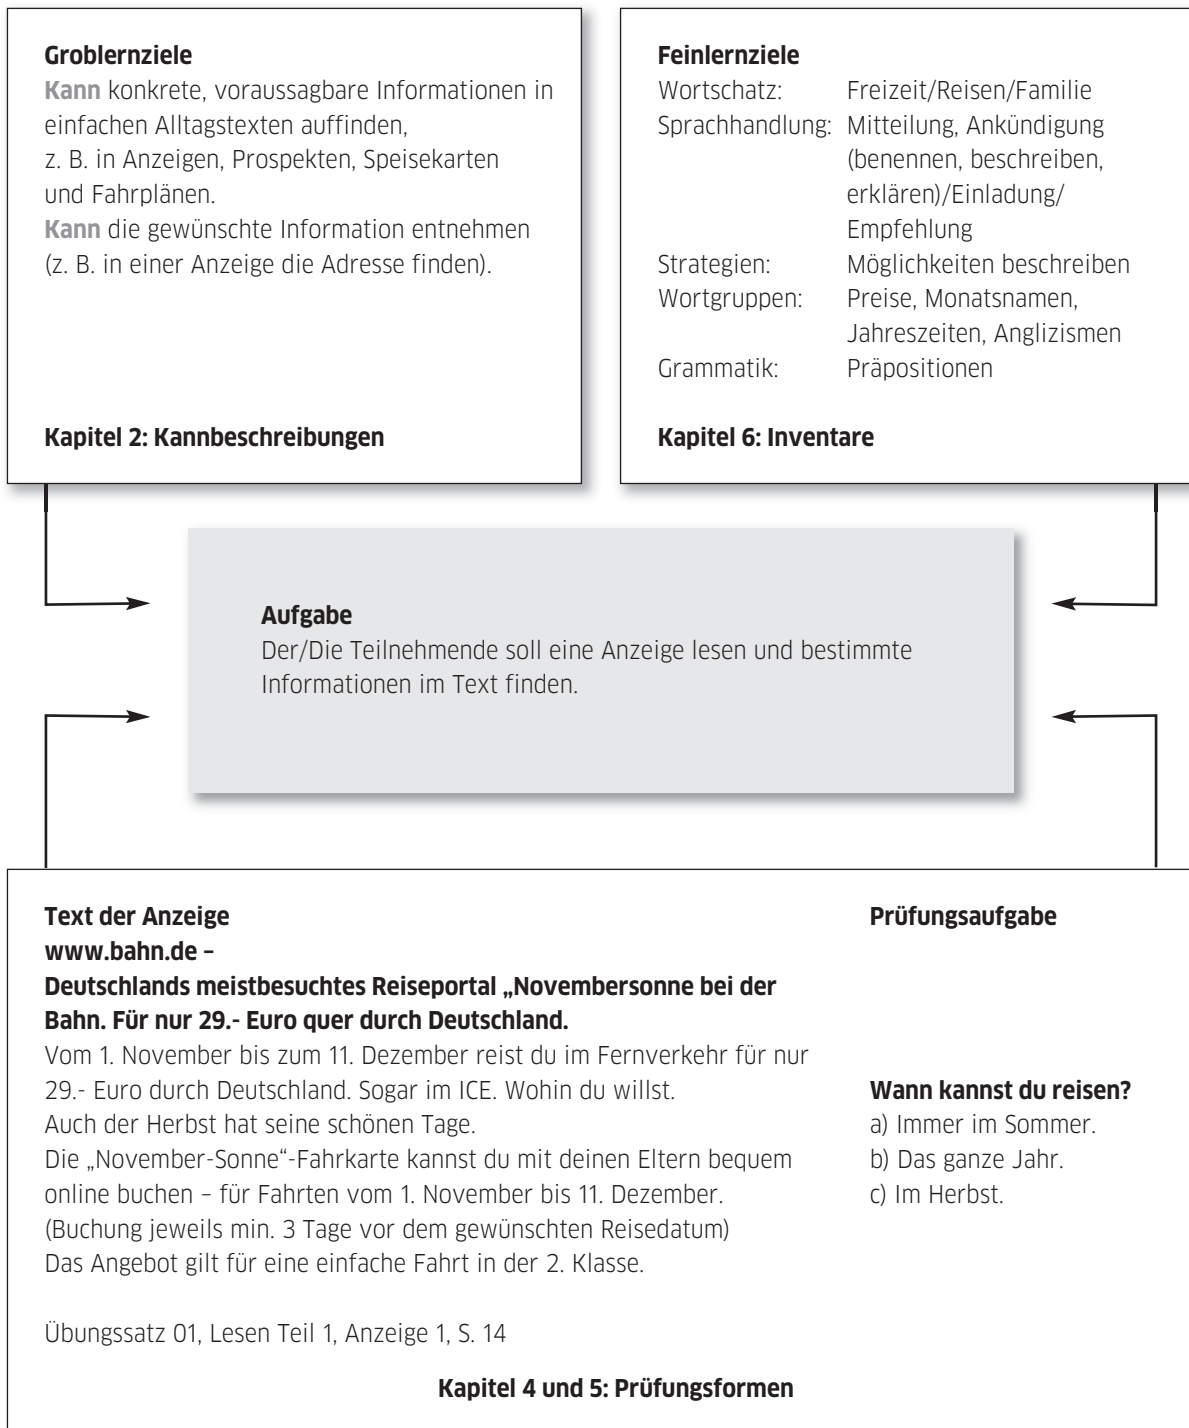 Groblernziele
Kann konkrete, voraussagbare Informationen in
einfachen Alltagstexten auffinden,
z. B. in Anzeigen, Prospekten, Speisekarten
und Fahrplänen.
Kann die gewünschte Information entnehmen
(z. B. in einer Anzeige die Adresse finden).
Kapitel 2: Kannbeschreibungen
Feinlernziele
Wortschatz: Freizeit/Reisen/Familie
Sprachhandlung: Mitteilung, Ankündigung
(benennen, beschreiben,
erklären)/Einladung/
Empfehlung
Strategien: Möglichkeiten beschreiben
Wortgruppen: Preise, Monatsnamen,
Jahreszeiten, Anglizismen
Grammatik: Präpositionen
Kapitel 6: Inventare
Aufgabe
Der/Die Teilnehmende soll eine Anzeige lesen und bestimmte
Informationen im Text finden.
Text der Anzeige
www.bahn.de –
Deutschlands meistbesuchtes Reiseportal „Novembersonne bei der
Bahn. Für nur 29.- Euro quer durch Deutschland.
Vom 1. November bis zum 11. Dezember reist du im Fernverkehr für nur
29.- Euro durch Deutschland. Sogar im ICE. Wohin du willst.
Auch der Herbst hat seine schönen Tage.
Die „November-Sonne“-Fahrkarte kannst du mit deinen Eltern bequem
online buchen – für Fahrten vom 1. November bis 11. Dezember.
(Buchung jeweils min. 3 Tage vor dem gewünschten Reisedatum)
Das Angebot gilt für eine einfache Fahrt in der 2. Klasse.
Übungssatz 01, Lesen Teil 1, Anzeige 1, S. 14
Prüfungsaufgabe
Wann kannst du reisen?
a) Immer im Sommer.
b) Das ganze Jahr.
c) Im Herbst.
Kapitel 4 und 5: Prüfungsformen